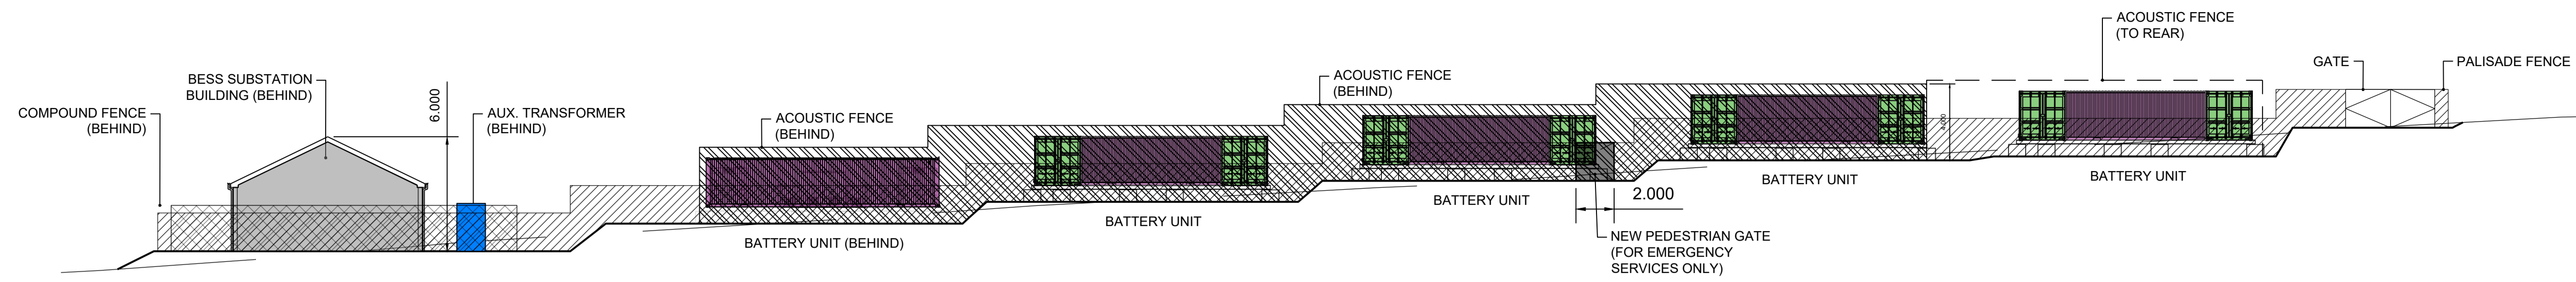 COMPOUND FENCE
(BEHIND)
BESS SUBSTATION
BUILDING (BEHIND)
6.000
AUX. TRANSFORMER
(BEHIND)
ACOUSTIC FENCE
(BEHIND)
BATTERY UNIT (BEHIND)
BATTERY UNIT
ACOUSTIC FENCE
(BEHIND)
BATTERY UNIT
2.000
NEW PEDESTRIAN GATE
(FOR EMERGENCY
SERVICES ONLY)
BATTERY UNIT
4.000
ACOUSTIC FENCE
(TO REAR)
BATTERY UNIT
GATE
PALISADE FENCE